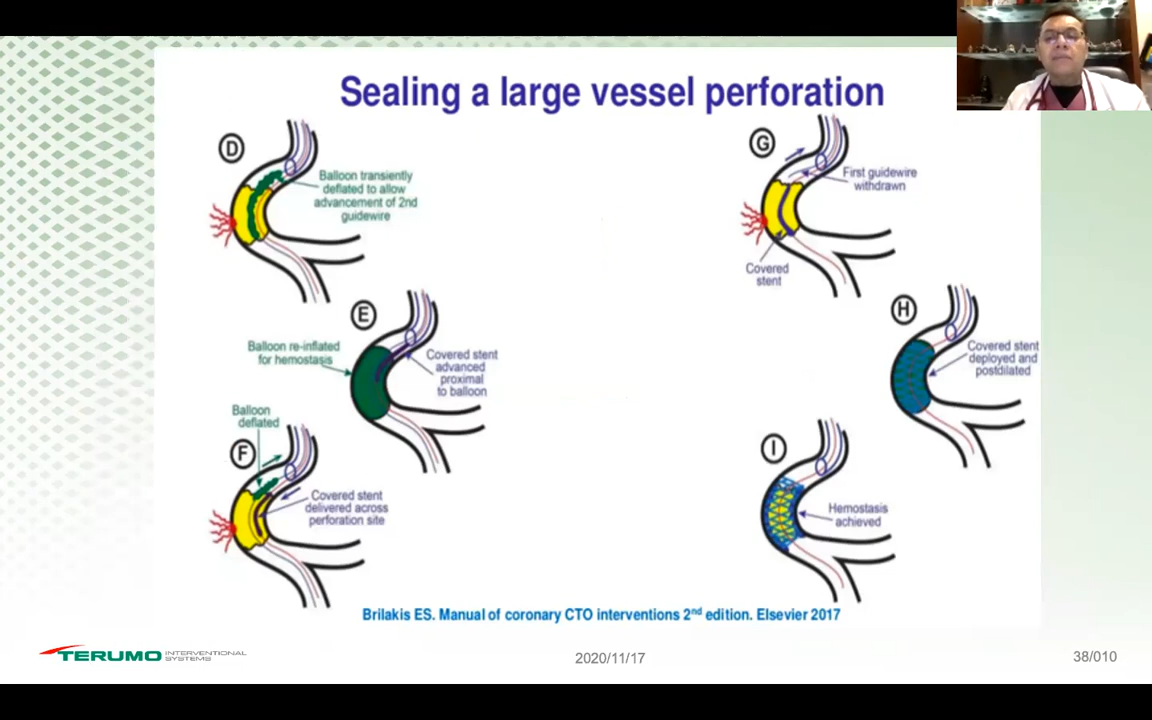 Sealing a large vessel perforation
D
Balloon transiently
deflated to allow
advancement of 2nd
guidewire
E
Balloon re-inflated
for hemostasis
Covered stent
advanced
proximal
to balloon
Balloon
deflated
F
Covered stent
delivered across
perforation site
G
First guidewire
withdrawn
Covered
stent
H
Covered stent
deployed and
postdilated
I
Hemostasis
achieved
Brilakis ES. Manual of coronary CTO interventions 2nd edition. Elsevier 2017
TERUMO INTERVENTIONAL
SYSTEMS
2020/11/17
38/010